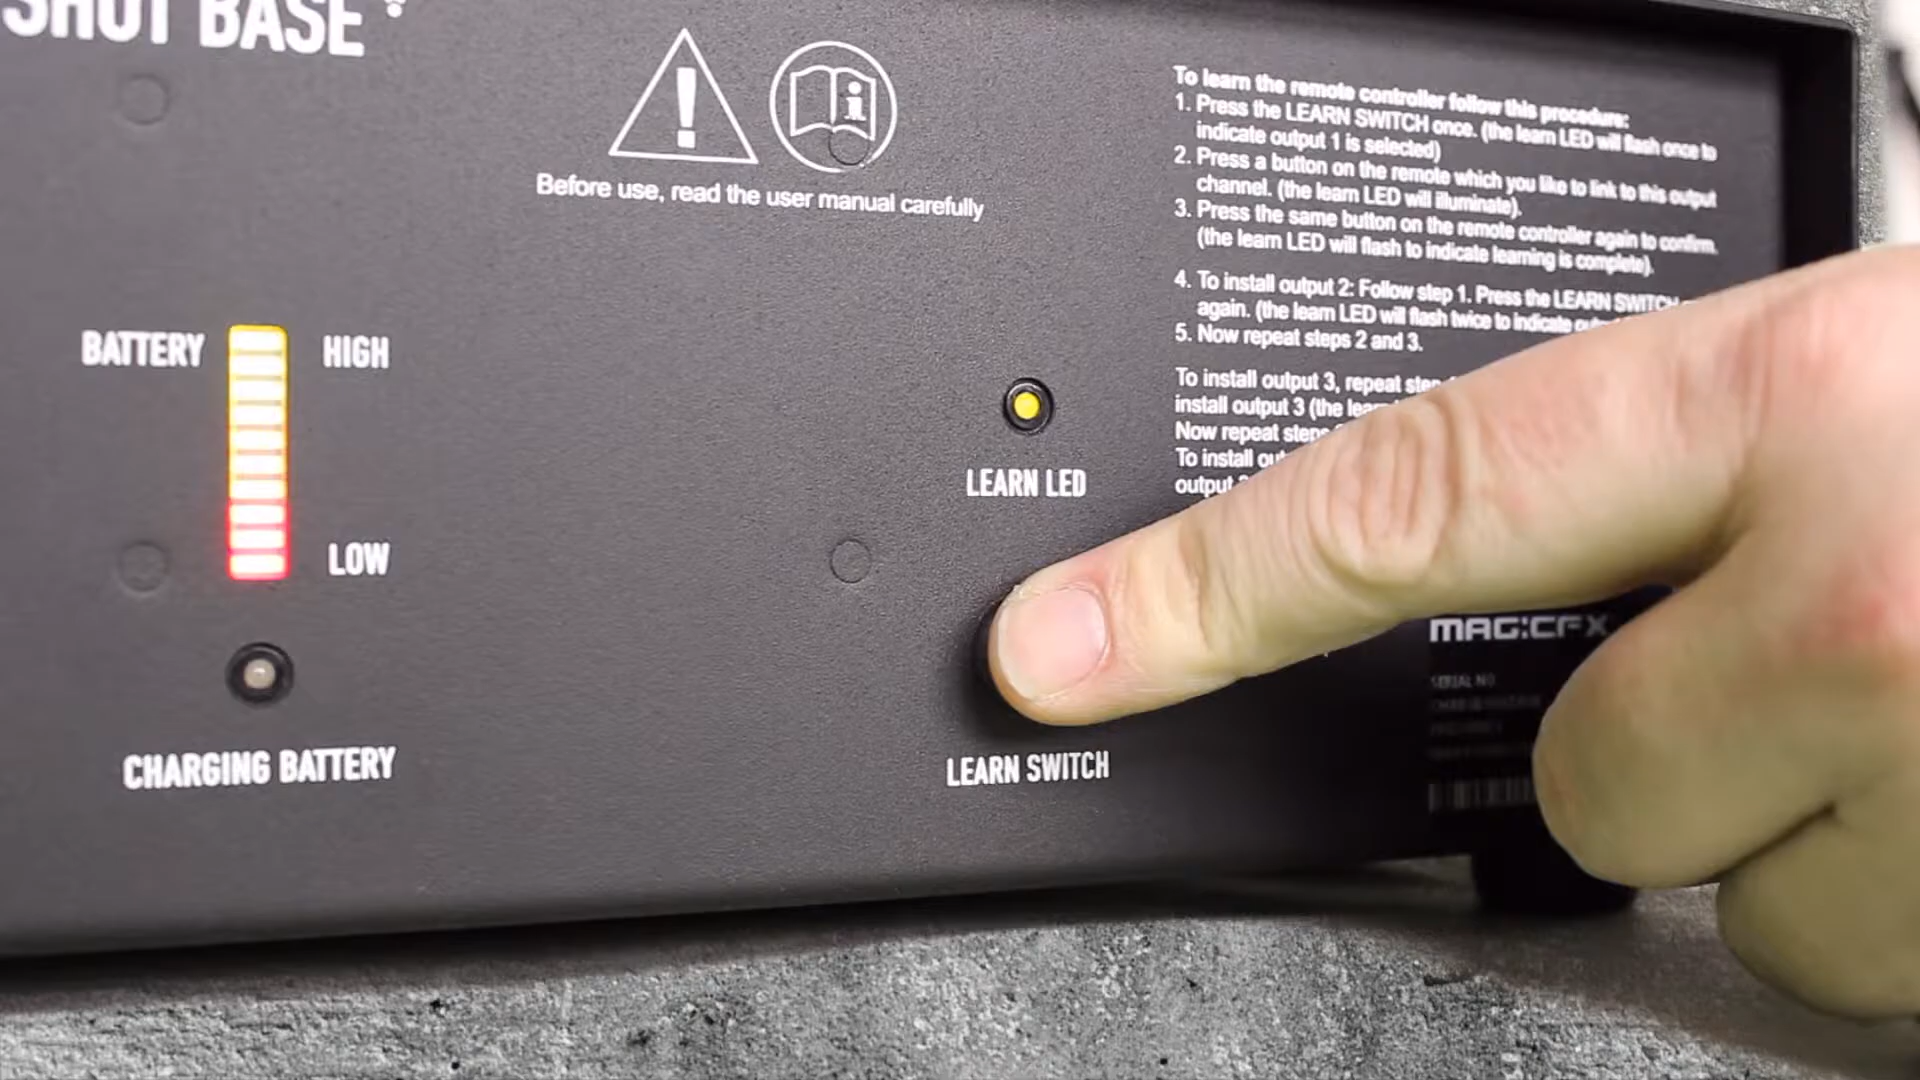 SHOT BASE
Before use, read the user manual carefully
To learn the remote controller follow this procedure:
1. Press the LEARN SWITCH once. (the learn LED will flash once to
indicate output 1 is selected)
2. Press a button on the remote which you like to link to this output
channel. (the learn LED will illuminate).
3. Press the same button on the remote controller again to confirm.
(the learn LED will flash to indicate learning is complete).
4. To install output 2: Follow step 1. Press the LEARN SWITCH
again. (the learn LED will flash twice to indicate
5. Now repeat steps 2 and 3.
To install output 3, repeat
install output 3 (the
Now repeat steps
To install
output
BATTERY
HIGH
LOW
CHARGING BATTERY
LEARN LED
LEARN SWITCH
MAG:CFX
SERIAL NO